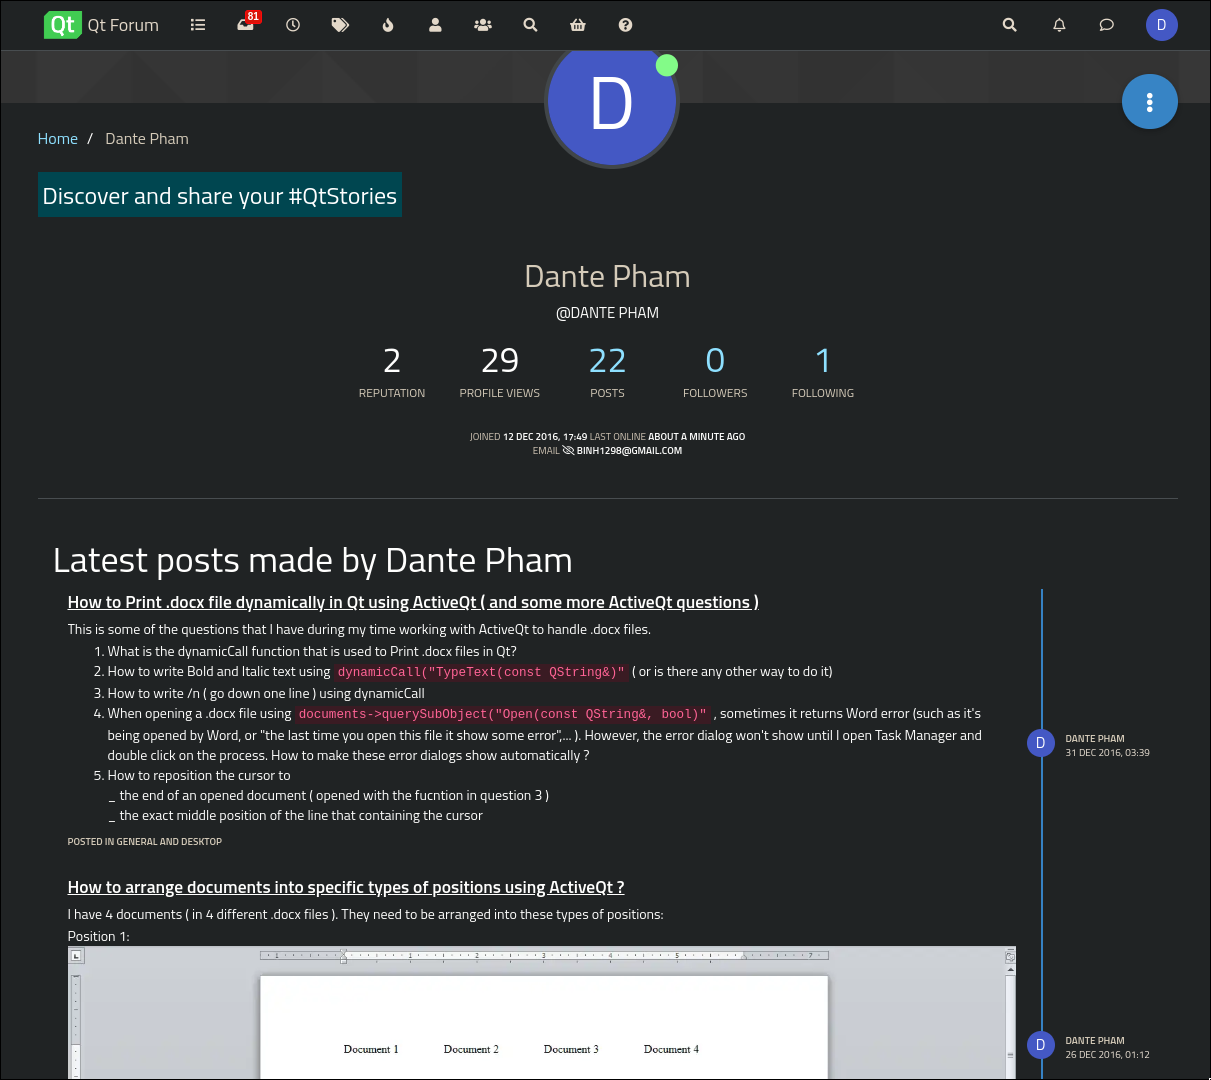 Qt Qt Forum 81 D
D
Home / Dante Pham
Discover and share your #QtStories
Dante Pham
@DANTE PHAM
2 29 22 0 1
REPUTATION PROFILE VIEWS POSTS FOLLOWERS FOLLOWING
JOINED 12 DEC 2016, 17:49 LAST ONLINE ABOUT A MINUTE AGO
EMAIL BINH1298@GMAIL.COM
Latest posts made by Dante Pham
How to Print .docx file dynamically in Qt using ActiveQt ( and some more ActiveQt questions )
This is some of the questions that I have during my time working with ActiveQt to handle .docx files.
1. What is the dynamicCall function that is used to Print .docx files in Qt?
2. How to write Bold and Italic text using dynamicCall("TypeText(const QString&)" ( or is there any other way to do it)
3. How to write /n ( go down one line ) using dynamicCall
4. When opening a .docx file using documents->querySubObject("Open(const QString&, bool)" , sometimes it returns Word error (such as it's
being opened by Word, or "the last time you open this file it show some error",... ). However, the error dialog won't show until I open Task Manager and
double click on the process. How to make these error dialogs show automatically ?
5. How to reposition the cursor to
_ the end of an opened document ( opened with the fucntion in question 3 )
_ the exact middle position of the line that containing the cursor
POSTED IN GENERAL AND DESKTOP
D DANTE PHAM
31 DEC 2016, 03:39
How to arrange documents into specific types of positions using ActiveQt ?
I have 4 documents ( in 4 different .docx files ). They need to be arranged into these types of positions:
Position 1:
1 1 2 3 4 5 7
Document 1 Document 2 Document 3 Document 4
D DANTE PHAM
26 DEC 2016, 01:12